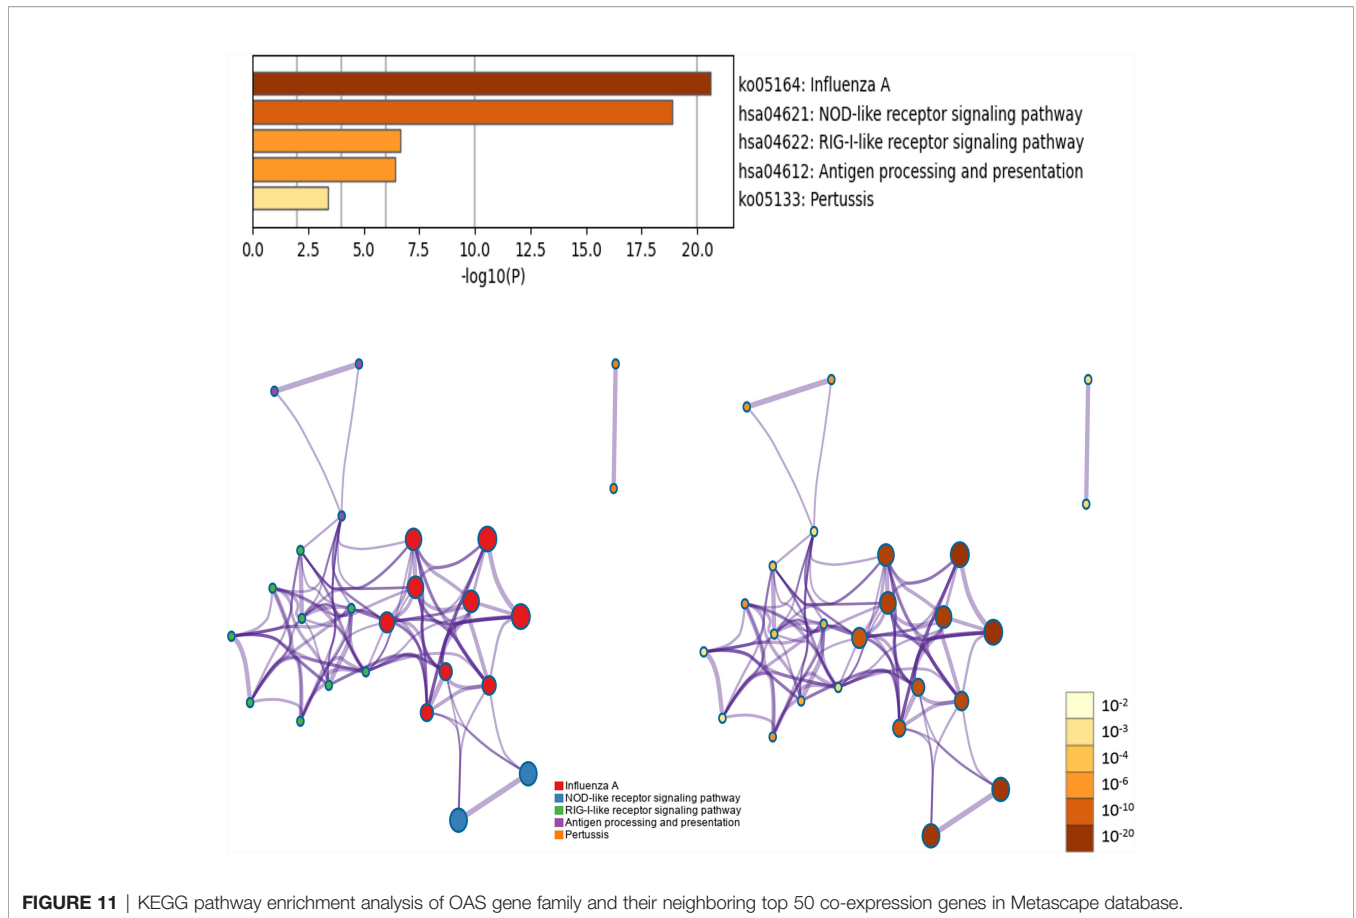 ko05164: Influenza A
hsa04621: NOD-like receptor signaling pathway
hsa04622: RIG-I-like receptor signaling pathway
hsa04612: Antigen processing and presentation
ko05133: Pertussis
0.0 2.5 5.0 7.5 10.0 12.5 15.0 17.5 20.0
-log10(P)
Influenza A
NOD-like receptor signaling pathway
RIG-I-like receptor signaling pathway
Antigen processing and presentation
Pertussis
10-2
10-3
10-4
10-6
10-10
10-20
FIGURE 11 | KEGG pathway enrichment analysis of OAS gene family and their neighboring top 50 co-expression genes in Metascape database.